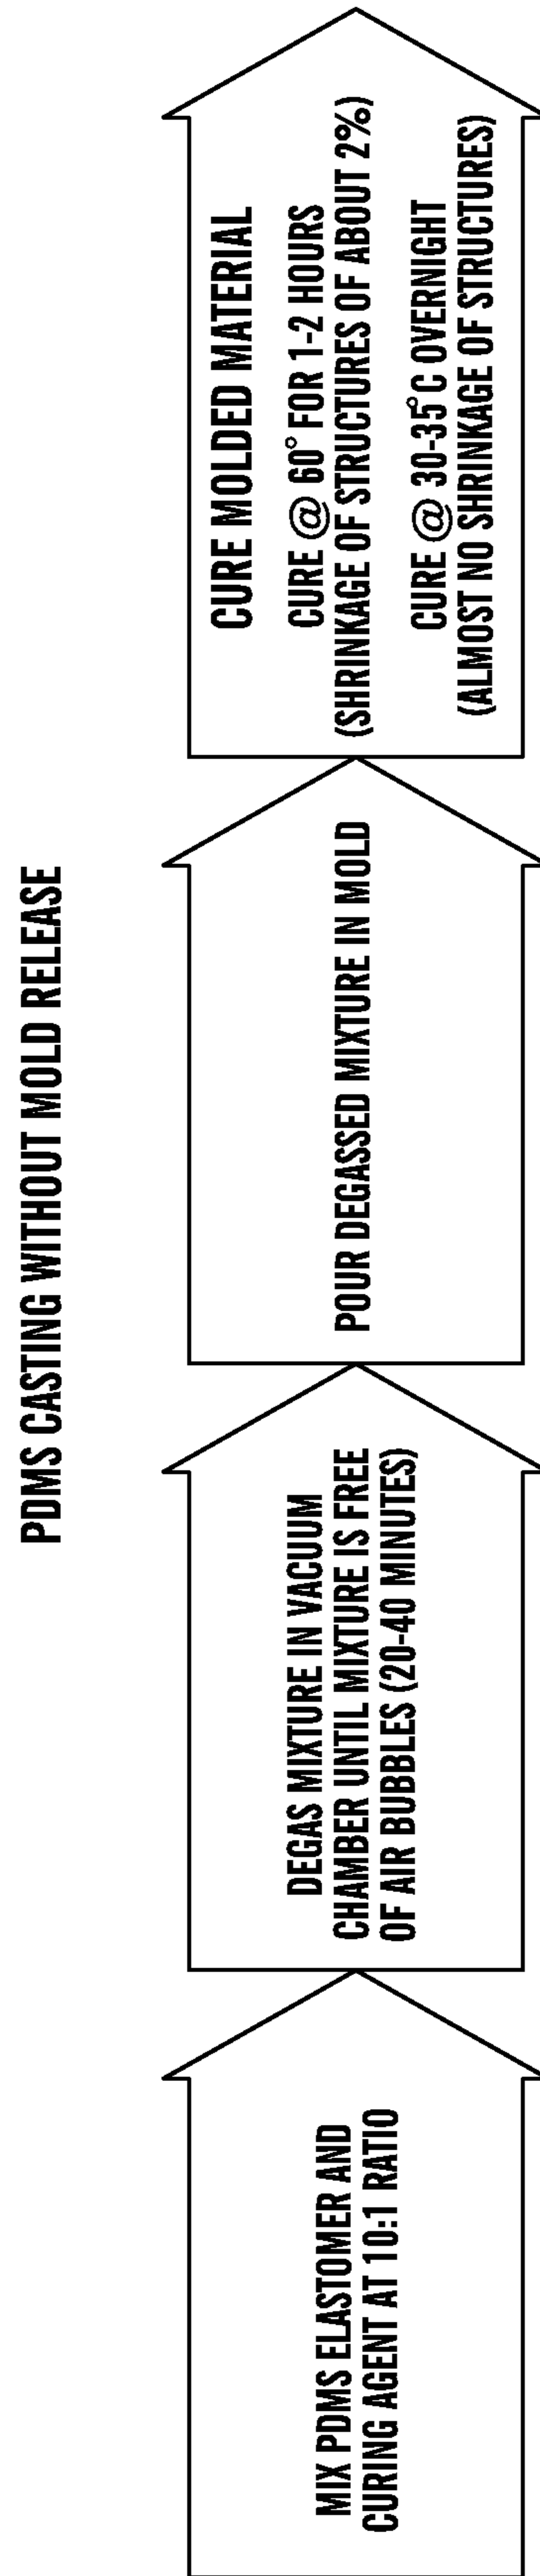 PDMS CASTING WITHOUT MOLD RELEASE
MIX PDMS ELASTOMER AND
CURING AGENT AT 10:1 RATIO
DEGAS MIXTURE IN VACUUM
CHAMBER UNTIL MIXTURE IS FREE
OF AIR BUBBLES (20-40 MINUTES)
POUR DEGASSED MIXTURE IN MOLD
CURE MOLDED MATERIAL
CURE @ 60° FOR 1-2 HOURS
(SHRINKAGE OF STRUCTURES OF ABOUT 2%)
CURE @ 30-35°C OVERNIGHT
(ALMOST NO SHRINKAGE OF STRUCTURES)